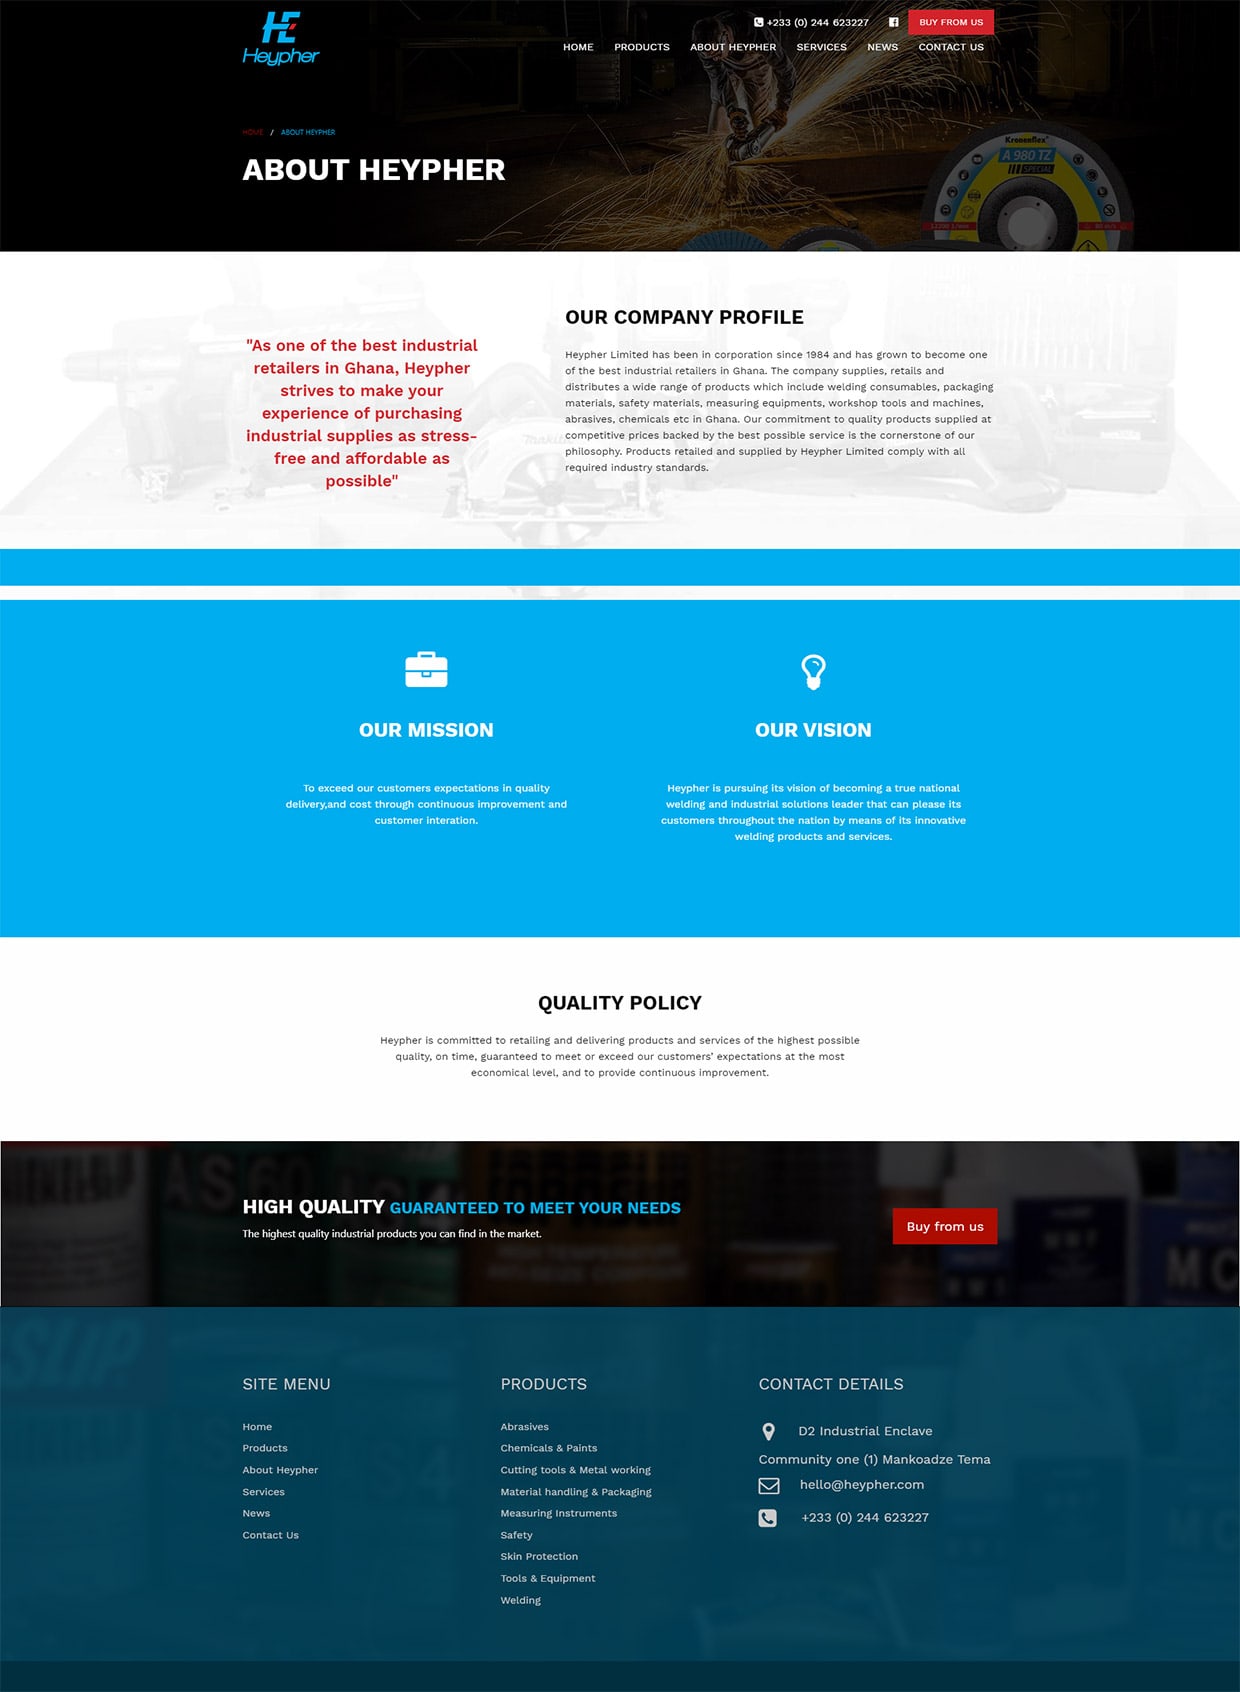 HE
Heypher
+233 (0) 244 623227
BUY FROM US
HOME PRODUCTS ABOUT HEYPHER SERVICES NEWS CONTACT US
HOME / ABOUT HEYPHER
ABOUT HEYPHER
Kronenflex®
A 980 TZ
SPECIAL
"As one of the best industrial
retailers in Ghana, Heypher
strives to make your
experience of purchasing
industrial supplies as stress-
free and affordable as
possible"
OUR COMPANY PROFILE
Heypher Limited has been in corporation since 1984 and has grown to become one
of the best industrial retailers in Ghana. The company supplies, retails and
distributes a wide range of products which include welding consumables, packaging
materials, safety materials, measuring equipments, workshop tools and machines,
abrasives, chemicals etc in Ghana. Our commitment to quality products supplied at
competitive prices backed by the best possible service is the cornerstone of our
philosophy. Products retailed and supplied by Heypher Limited comply with all
required industry standards.
OUR MISSION
To exceed our customers expectations in quality
delivery,and cost through continuous improvement and
customer interation.
OUR VISION
Heypher is pursuing its vision of becoming a true national
welding and industrial solutions leader that can please its
customers throughout the nation by means of its innovative
welding products and services.
QUALITY POLICY
Heypher is committed to retailing and delivering products and services of the highest possible
quality, on time, guaranteed to meet or exceed our customers’ expectations at the most
economical level, and to provide continuous improvement.
HIGH QUALITY GUARANTEED TO MEET YOUR NEEDS
The highest quality industrial products you can find in the market.
Buy from us
SITE MENU
Home
Products
About Heypher
Services
News
Contact Us
PRODUCTS
Abrasives
Chemicals & Paints
Cutting tools & Metal working
Material handling & Packaging
Measuring Instruments
Safety
Skin Protection
Tools & Equipment
Welding
CONTACT DETAILS
D2 Industrial Enclave
Community one (1) Mankoadze Tema
hello@heypher.com
+233 (0) 244 623227